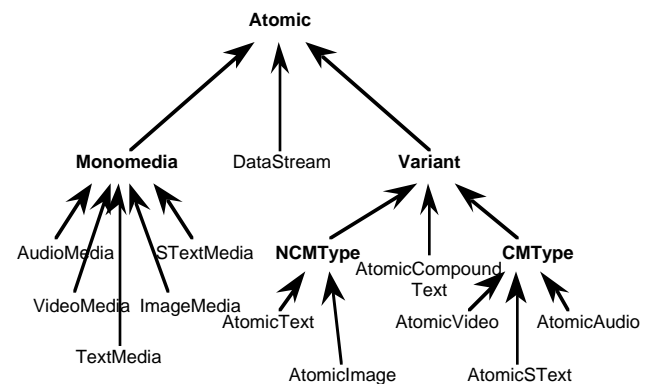 Atomic
Monomedia
DataStream
Variant
AudioMedia
STextMedia
NCMType
AtomicCompound
Text
CMType
VideoMedia
ImageMedia
AtomicText
AtomicVideo
AtomicAudio
TextMedia
AtomicImage
AtomicSText